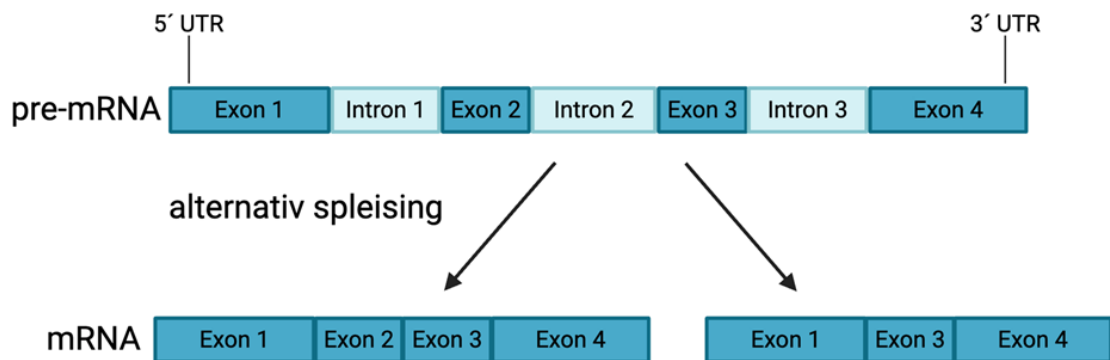 5´ UTR 3´ UTR
pre-mRNA Exon 1 Intron 1 Exon 2 Intron 2 Exon 3 Intron 3 Exon 4
alternativ spleising
mRNA Exon 1 Exon 2 Exon 3 Exon 4 Exon 1 Exon 3 Exon 4